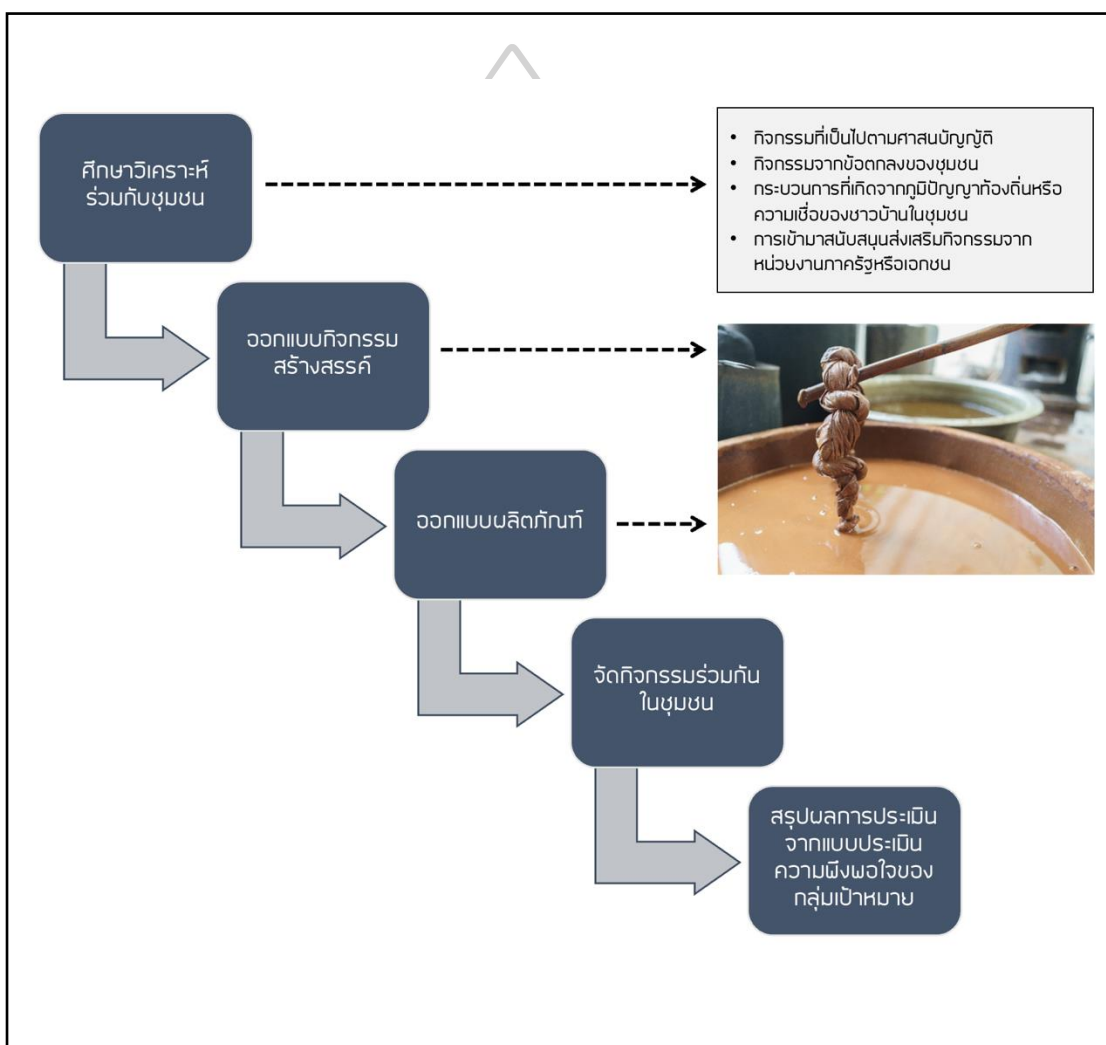 ศึกษาวิเคราะห์
ร่วมกับชุมชน
• กิจกรรมที่เป็นไปตามศาสนบัญญัติ
• กิจกรรมจากข้อตกลงของชุมชน
• กระบวนการที่เกิดจากภูมิปัญญาท้องถิ่นหรือ
ความเชื่อของชาวบ้านในชุมชน
• การเข้ามาสนับสนุนส่งเสริมกิจกรรมจาก
หน่วยงานภาครัฐหรือเอกชน
ออกแบบกิจกรรม
สร้างสรรค์
ออกแบบผลิตภัณฑ์
จัดกิจกรรมร่วมกัน
ในชุมชน
สรุปผลการประเมิน
จากแบบประเมิน
ความพึงพอใจของ
กลุ่มเป้าหมาย